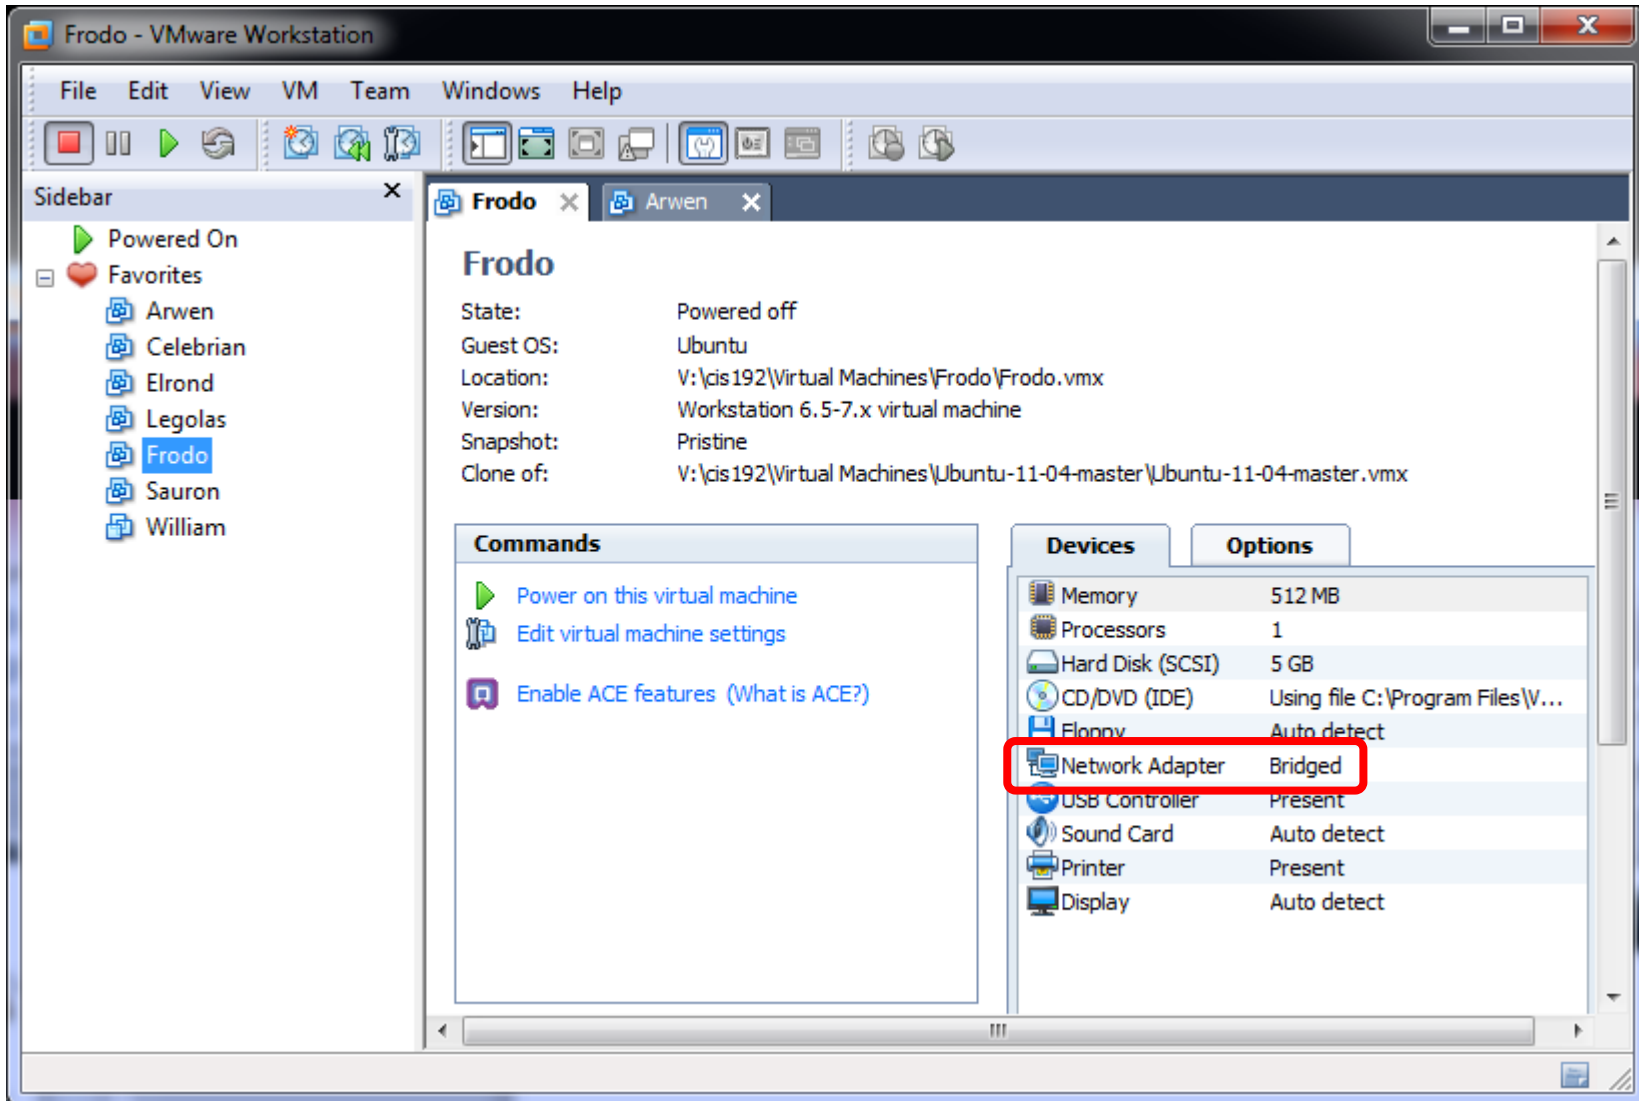 Frodo - VMware Workstation
File Edit View VM Team Windows Help
Sidebar
Powered On
Favorites
Arwen
Celebrian
Elrond
Legolas
Frodo
Sauron
William
Frodo Arwen
Frodo
State: Powered off
Guest OS: Ubuntu
Location: V:\cis192\Virtual Machines\Frodo\Frodo.vmx
Version: Workstation 6.5-7.x virtual machine
Snapshot: Pristine
Clone of: V:\cis192\Virtual Machines\Ubuntu-11-04-master\Ubuntu-11-04-master.vmx
Commands
Power on this virtual machine
Edit virtual machine settings
Enable ACE features (What is ACE?)
Devices Options
Memory 512 MB
Processors 1
Hard Disk (SCSI) 5 GB
CD/DVD (IDE) Using file C:\Program Files\V...
Floppy Auto detect
Network Adapter Bridged
USB Controller Present
Sound Card Auto detect
Printer Present
Display Auto detect